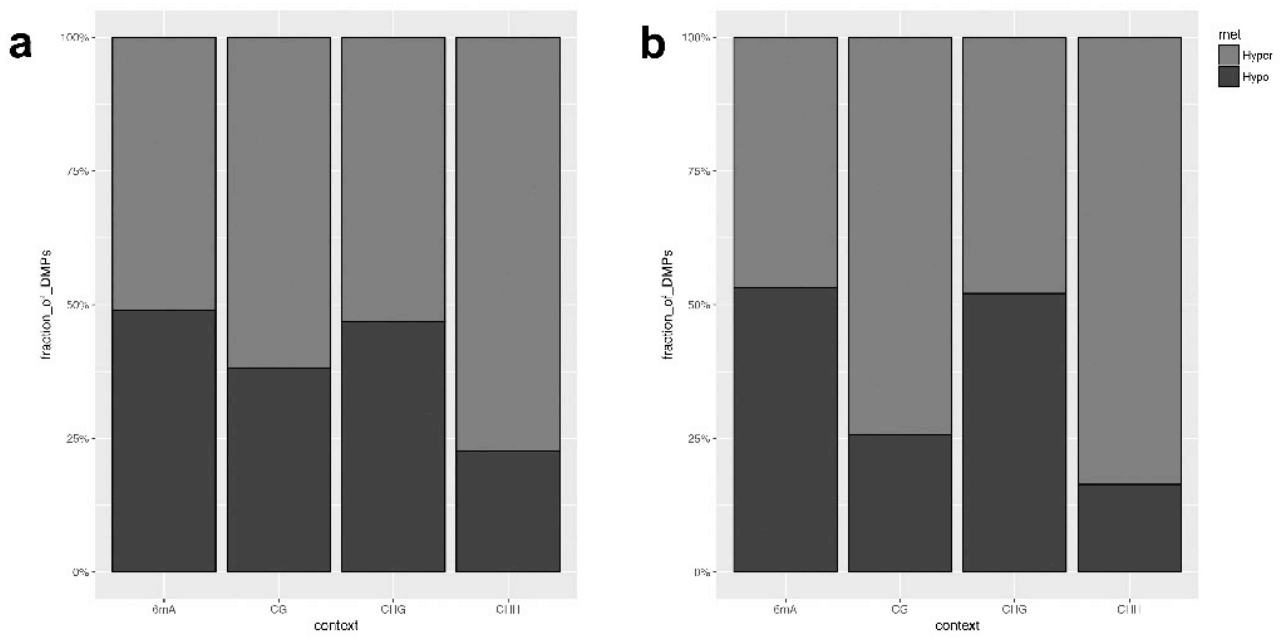 a
100%
75%
50%
25%
0%
fraction_of_DMPs
6mA
CG
CHG
CHH
context
b
100%
75%
50%
25%
0%
fraction_of_DMPs
6mA
CG
CHG
CHH
context
met
Hyper
Hypo